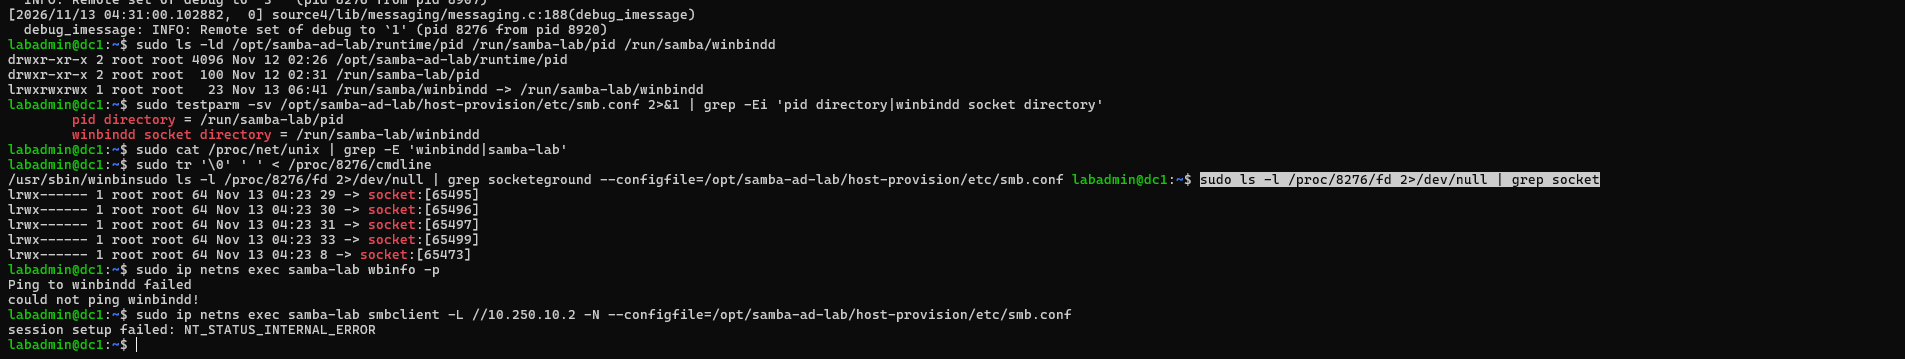 [2026/11/13 04:31:00.102882,  0] source4/lib/messaging/messaging.c:188(debug_imessage)
  debug_imessage: INFO: Remote set of debug to `1' (pid 8276 from pid 8920)
labadmin@dc1:~$ sudo ls -ld /opt/samba-ad-lab/runtime/pid /run/samba-lab/pid /run/samba/winbindd
drwxr-xr-x 2 root root 4096 Nov 12 02:26 /opt/samba-ad-lab/runtime/pid
drwxr-xr-x 2 root root  100 Nov 12 02:31 /run/samba-lab/pid
lrwxrwxrwx 1 root root   23 Nov 13 06:41 /run/samba/winbindd -> /run/samba-lab/winbindd
labadmin@dc1:~$ sudo testparm -sv /opt/samba-ad-lab/host-provision/etc/smb.conf 2>&1 | grep -Ei 'pid directory|winbindd socket directory'
        pid directory = /run/samba-lab/pid
        winbindd socket directory = /run/samba-lab/winbindd
labadmin@dc1:~$ sudo cat /proc/net/unix | grep -E 'winbindd|samba-lab'
labadmin@dc1:~$ sudo tr '\0' ' ' < /proc/8276/cmdline
/usr/sbin/winbinsudo ls -l /proc/8276/fd 2>/dev/null | grep socketeground --configfile=/opt/samba-ad-lab/host-provision/etc/smb.conf labadmin@dc1:~$ sudo ls -l /proc/8276/fd 2>/dev/null | grep socket
lrwx------ 1 root root 64 Nov 13 04:23 29 -> socket:[65495]
lrwx------ 1 root root 64 Nov 13 04:23 30 -> socket:[65496]
lrwx------ 1 root root 64 Nov 13 04:23 31 -> socket:[65497]
lrwx------ 1 root root 64 Nov 13 04:23 33 -> socket:[65499]
lrwx------ 1 root root 64 Nov 13 04:23 8 -> socket:[65473]
labadmin@dc1:~$ sudo ip netns exec samba-lab wbinfo -p
Ping to winbindd failed
could not ping winbindd!
labadmin@dc1:~$ sudo ip netns exec samba-lab smbclient -L //10.250.10.2 -N --configfile=/opt/samba-ad-lab/host-provision/etc/smb.conf
session setup failed: NT_STATUS_INTERNAL_ERROR
labadmin@dc1:~$